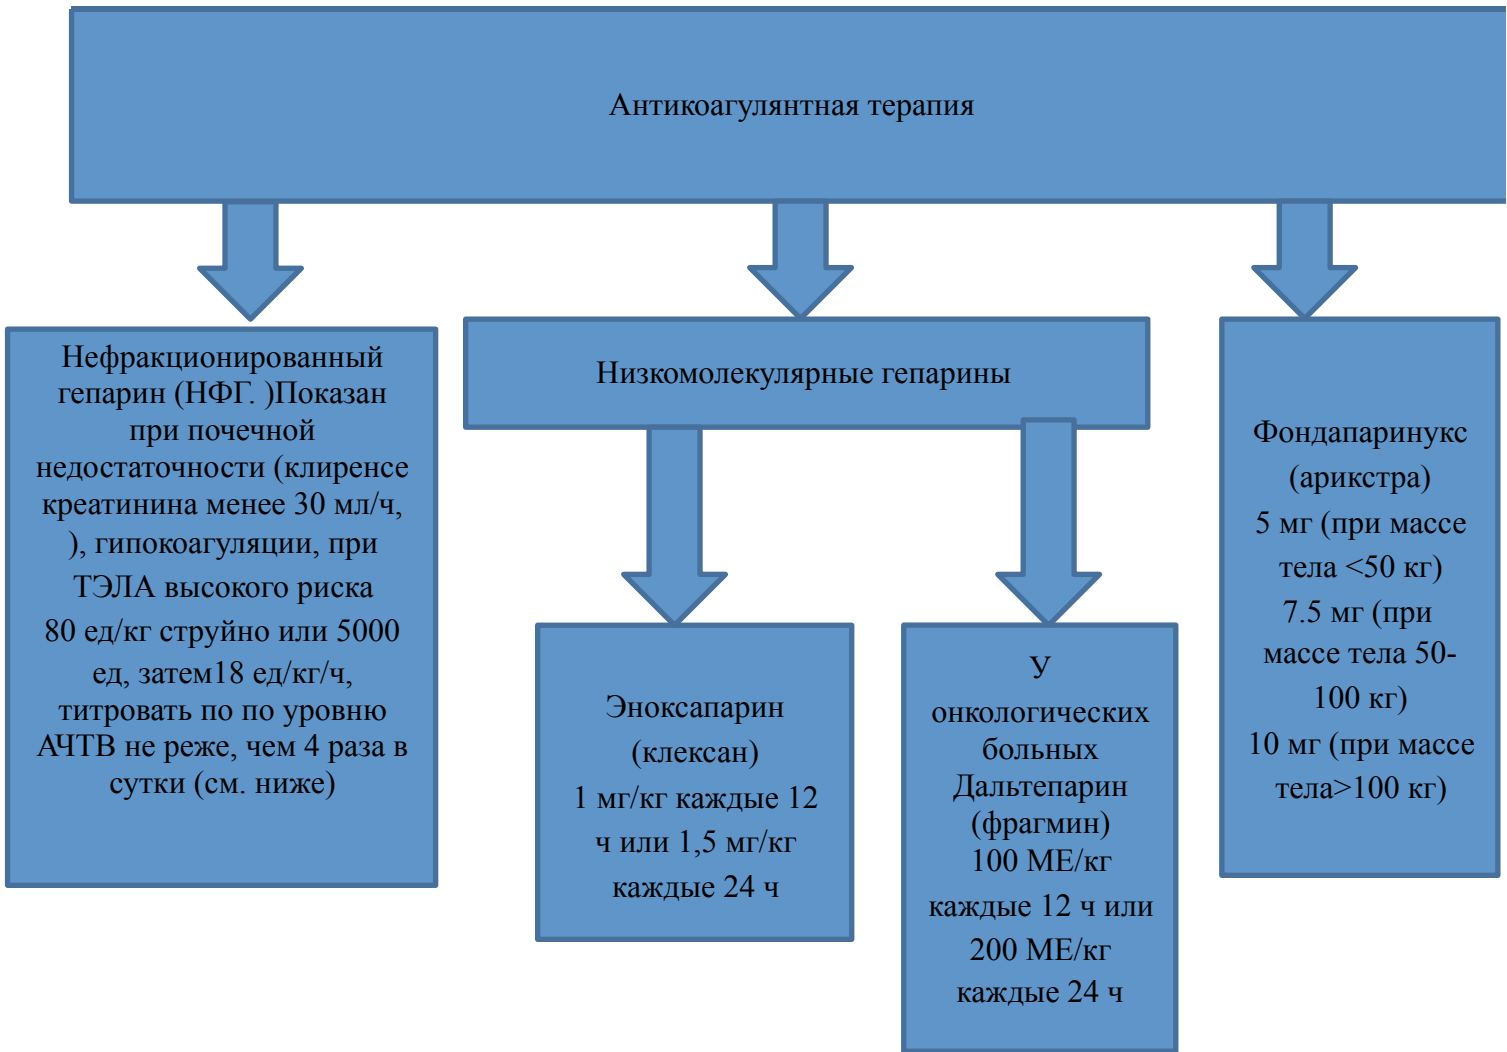 Антикоагулянтная терапия
Нефракционированный
гепарин (НФГ. )Показан
при почечной
недостаточности (клиренсе
креатинина менее 30 мл/ч,
), гипокоагуляции, при
ТЭЛА высокого риска
80 ед/кг струйно или 5000
ед, затем18 ед/кг/ч,
титровать по по уровню
АЧТВ не реже, чем 4 раза в
сутки (см. ниже)
Низкомолекулярные гепарины
Эноксапарин
(клексан)
1 мг/кг каждые 12
ч или 1,5 мг/кг
каждые 24 ч
У
онкологических
больных
Дальтепарин
(фрагмин)
100 МЕ/кг
каждые 12 ч или
200 МЕ/кг
каждые 24 ч
Фондапаринукс
(арикстра)
5 мг (при массе
тела <50 кг)
7.5 мг (при
массе тела 50-
100 кг)
10 мг (при массе
тела>100 кг)